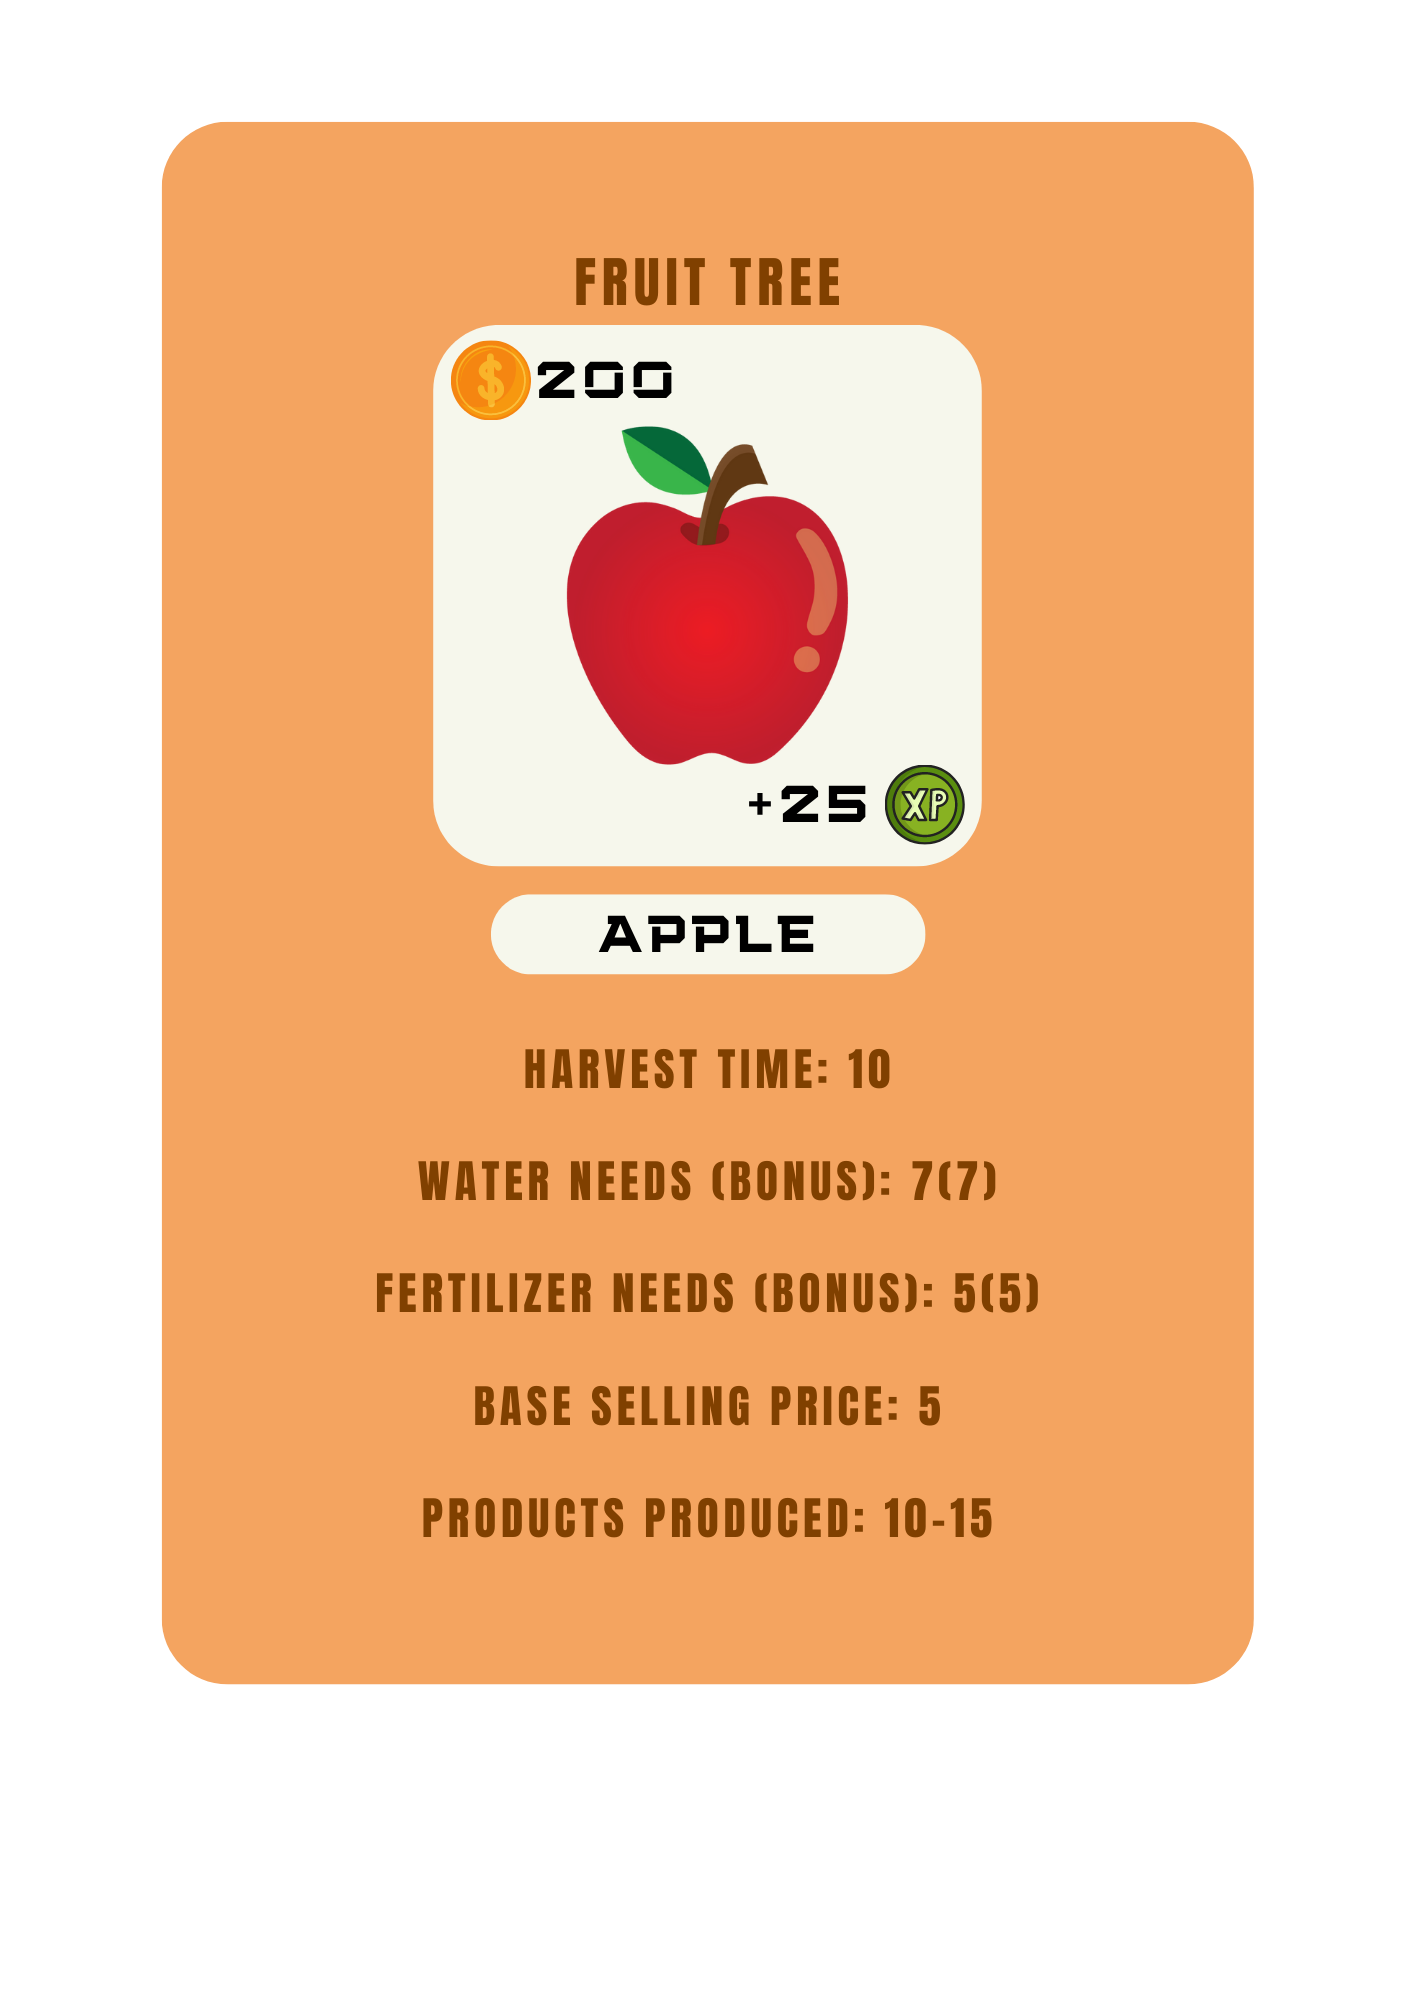 FRUIT TREE
$ 200
+25 XP
APPLE
HARVEST TIME: 10
WATER NEEDS (BONUS): 7(7)
FERTILIZER NEEDS (BONUS): 5(5)
BASE SELLING PRICE: 5
PRODUCTS PRODUCED: 10-15